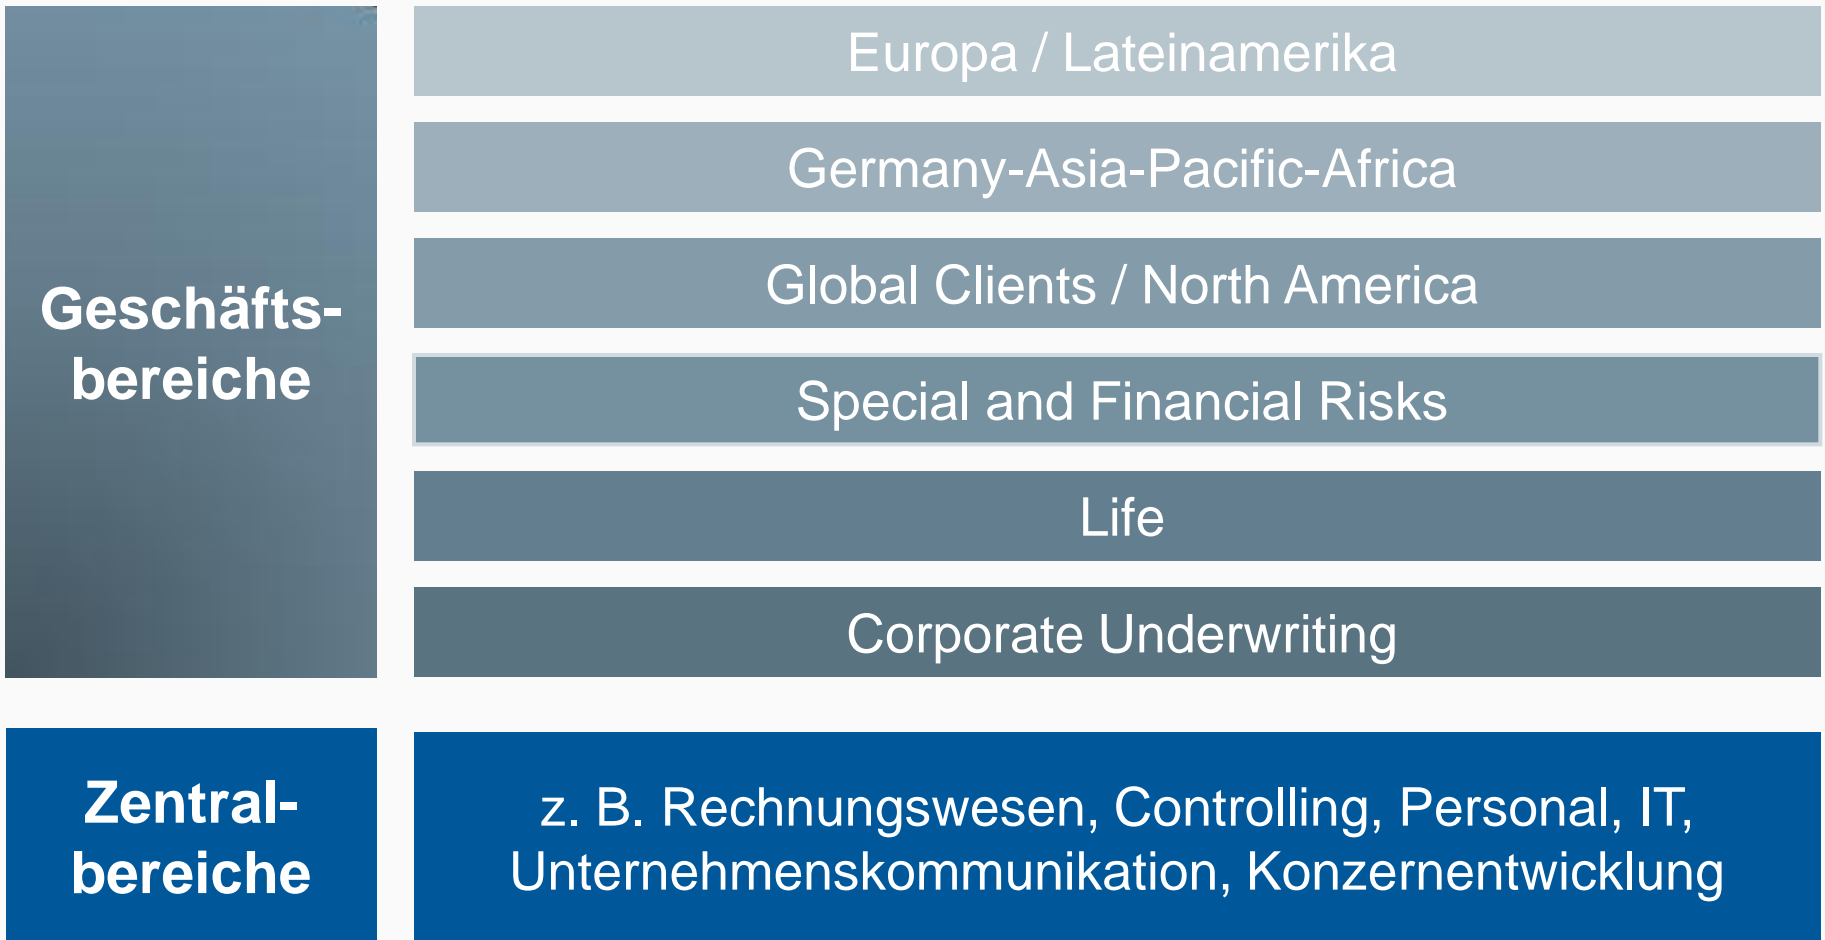 Geschäfts-
bereiche
Europa / Lateinamerika
Germany-Asia-Pacific-Africa
Global Clients / North America
Special and Financial Risks
Life
Corporate Underwriting
Zentral-
bereiche
z. B. Rechnungswesen, Controlling, Personal, IT,
Unternehmenskommunikation, Konzernentwicklung